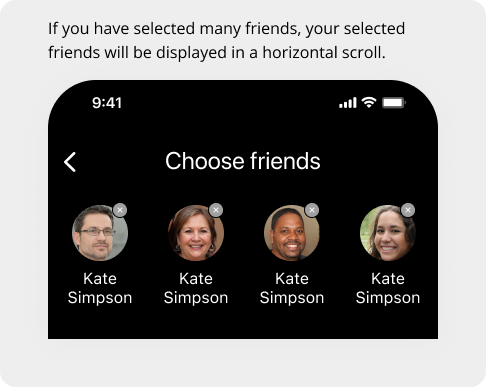 If you have selected many friends, your selected
friends will be displayed in a horizontal scroll.
9:41
Choose friends
Kate
Simpson
Kate
Simpson
Kate
Simpson
Kate
Simpson